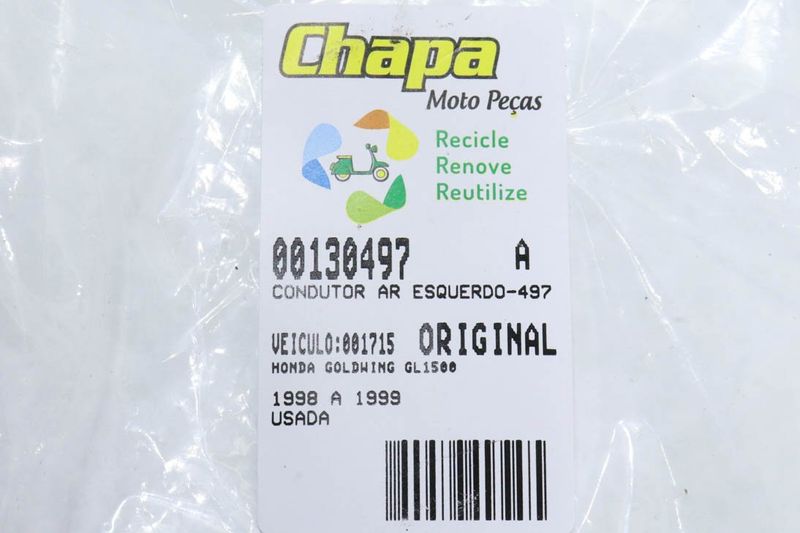 Chapa
Moto Peças
Recicle
Renove
Reutilize
00130497 A
CONDUTOR AR ESQUERDO-497
VEICULO:001715 ORIGINAL
HONDA GOLDWING GL1500
1998 A 1999
USADA